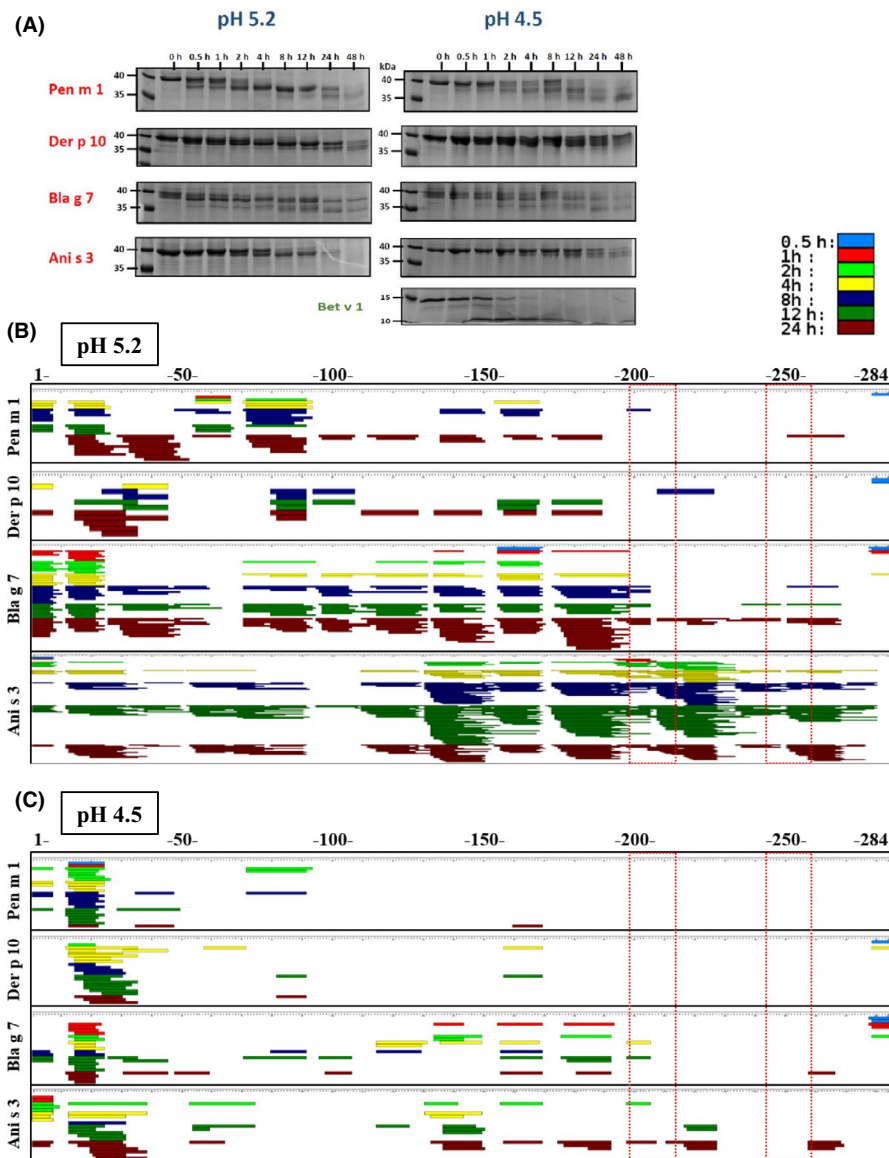 (A)
pH 5.2 pH 4.5
0 h 0.5 h 1 h 2 h 4 h 8 h 12 h 24 h 48 h kDa 0 h 0.5 h 1 h 2 h 4 h 8 h 12 h 24 h 48 h
Pen m 1 40 35 40 35
Der p 10 40 35 40 35
Bla g 7 40 35 40 35
Ani s 3 40 35 40 35
Bet v 1 15 10
0.5 h:
1h :
2h :
4h :
8h :
12 h :
24 h:
(B)
pH 5.2
1- -50- -100- -150- -200- -250- -284
Pen m 1
Der p 10
Bla g 7
Ani s 3
(C)
pH 4.5
1- -50- -100- -150- -200- -250- -284
Pen m 1
Der p 10
Bla g 7
Ani s 3